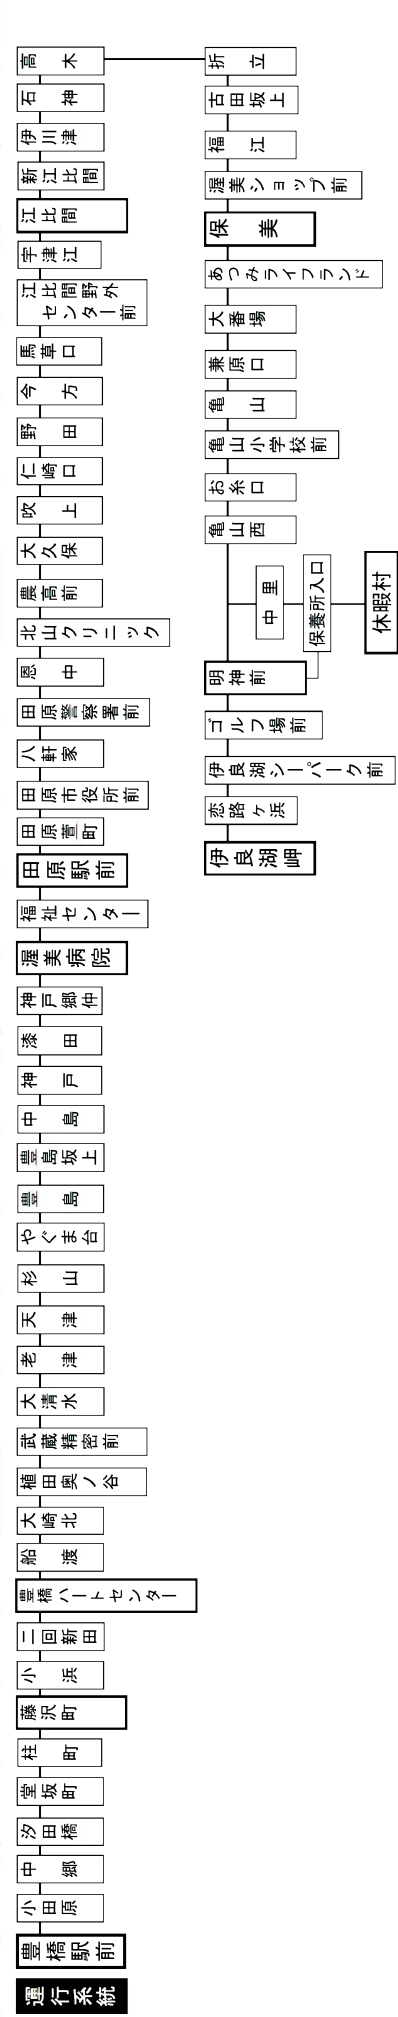 運行系統
豊橋駅前
小田原
中郷
汐田橋
堂坂町
柱町
藤沢町
小浜
二回新田
豊橋ハートセンター
船渡
大崎北
植田奥ノ谷
武蔵精密前
大清水
老津
天津
杉山
やぐま台
豊島
豊島坂上
中島
神戸
漆田
神戸郷仲
渥美病院
福祉センター
田原駅前
田原萱町
田原市役所前
八軒家
田原警察署前
恩中
北山クリニック
農高前
大久保
吹上
仁崎口
野田
今方
馬草口
江比間野外
センター前
宇津江
江比間
新江比間
伊川津
石神
高木
折立
古田坂上
福江
渥美ショップ前
保美
あつみライフランド
大番場
兼原口
亀山
亀山小学校前
お糸口
亀山西
中里
保養所入口
休暇村
明神前
ゴルフ場前
伊良湖シーパーク前
恋路ヶ浜
伊良湖岬